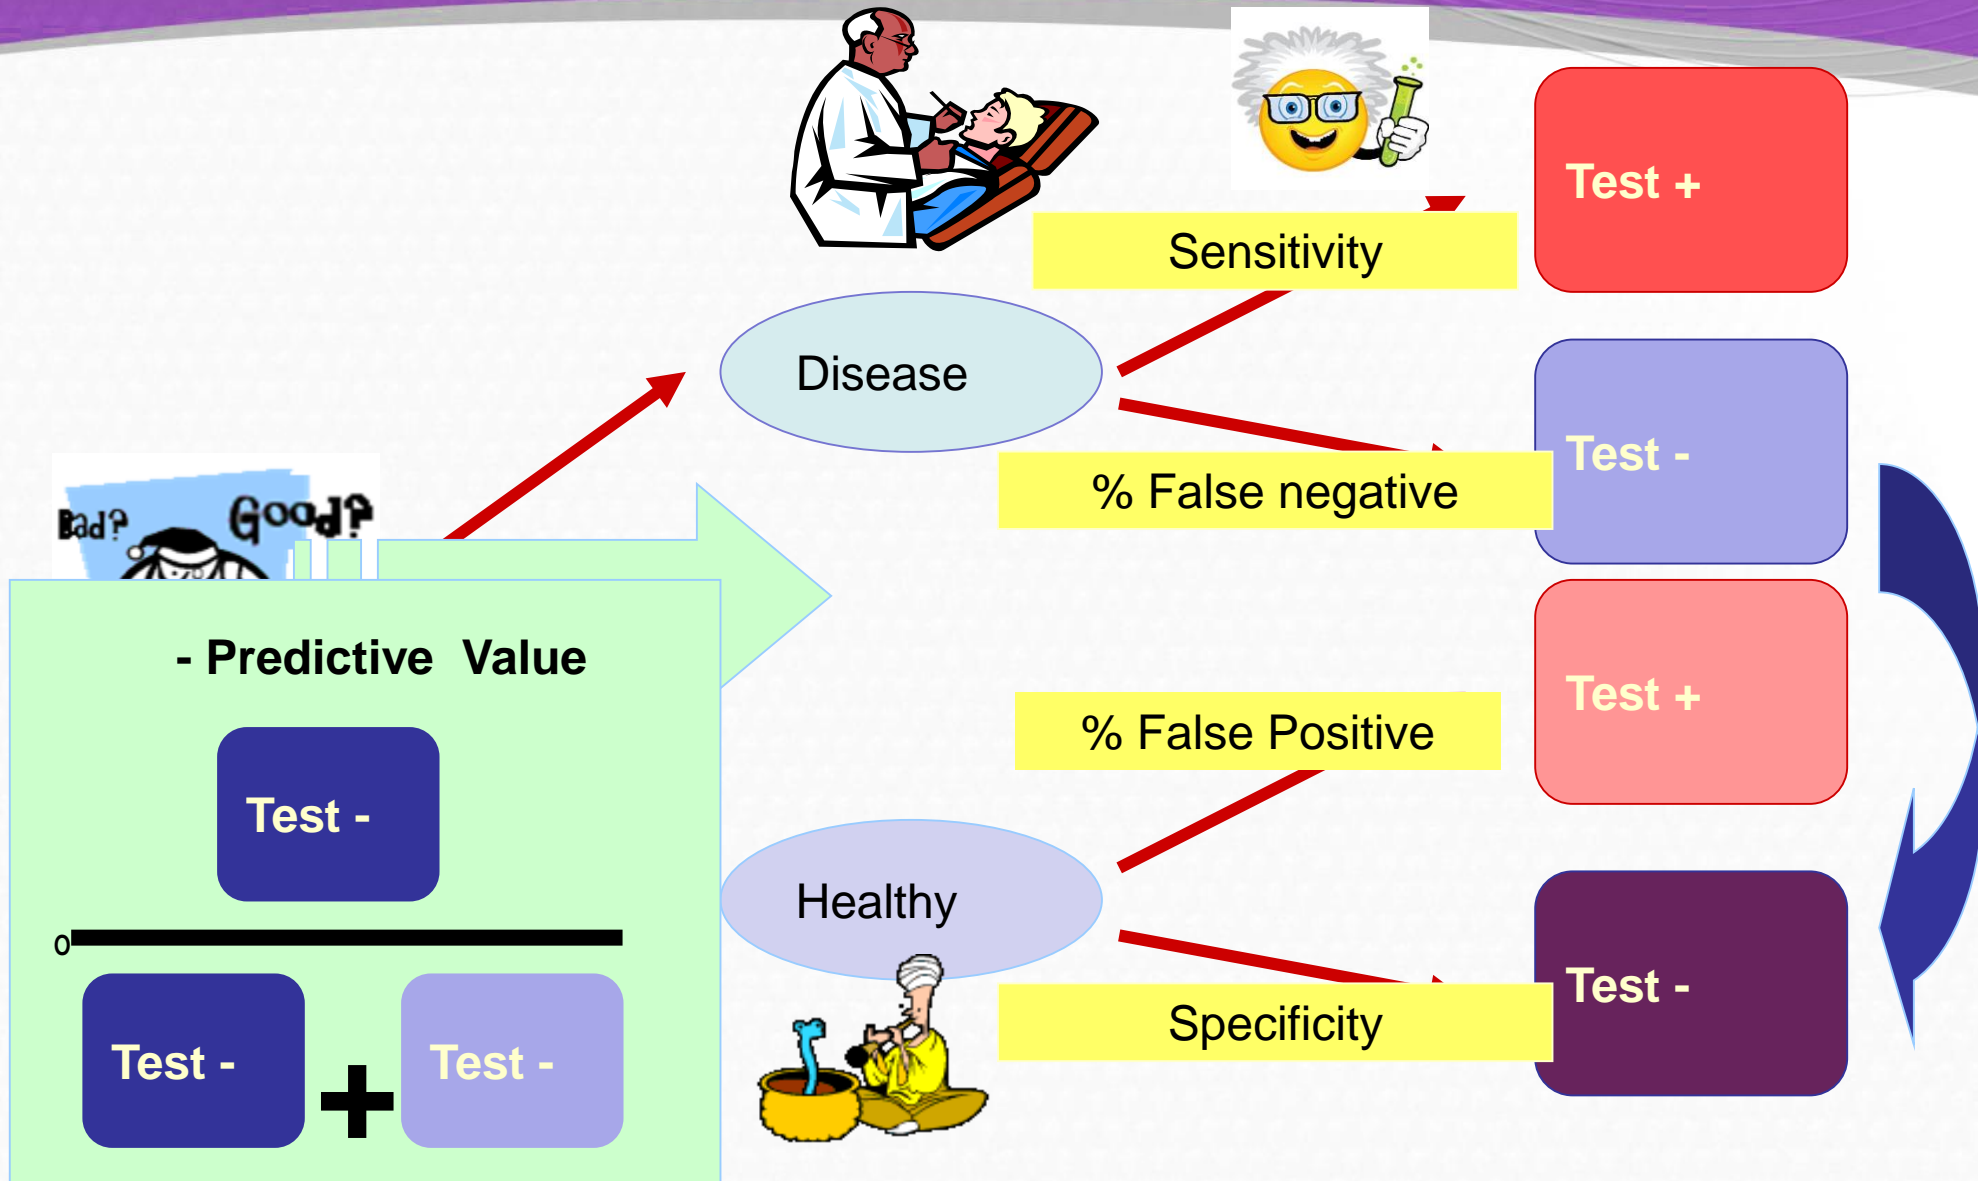 Test +
Sensitivity
Disease
Test -
% False negative
Bad? Good?
- Predictive Value
Test +
% False Positive
Test -
Healthy
o
Test -
Specificity
Test - + Test -